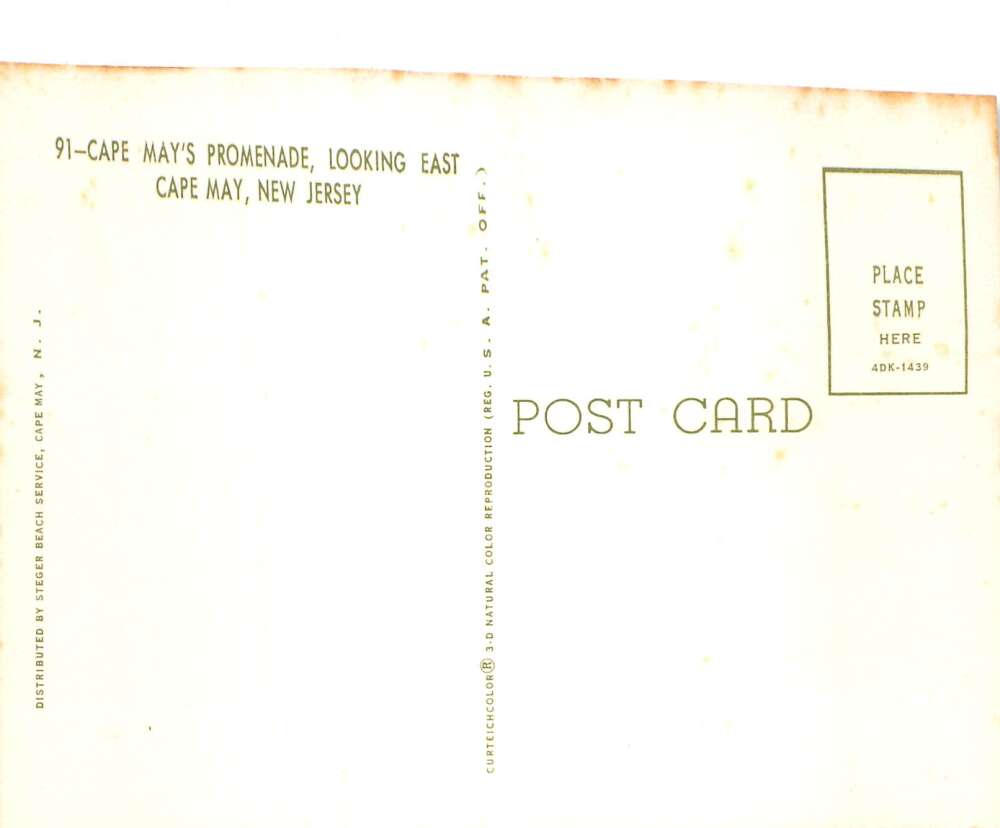 91—CAPE MAY'S PROMENADE, LOOKING EAST
CAPE MAY, NEW JERSEY
DISTRIBUTED BY STEGER BEACH SERVICE, CAPE MAY, N. J.
CURTEICHCOLOR® 3-D NATURAL COLOR REPRODUCTION (REG. U. S. A. PAT. OFF.)
POST CARD
PLACE
STAMP
HERE
4DK-1439